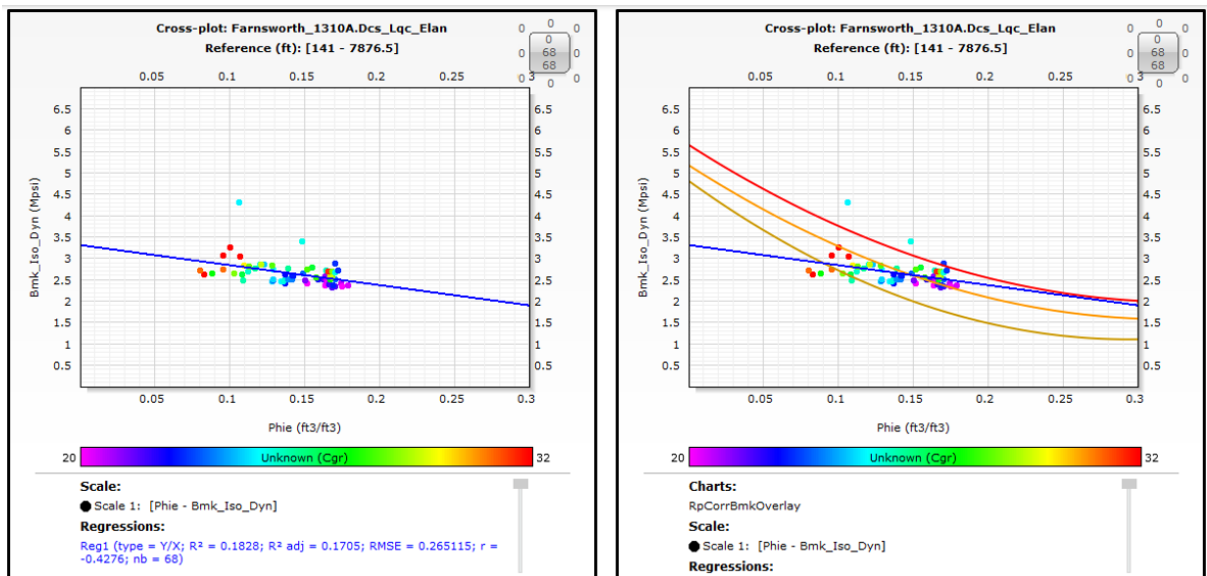 Cross-plot: Farnsworth_1310A.Dcs_Lqc_Elan
Reference (ft): [141 - 7876.5]
0
0 0 0
0 68 0
0 68 0
0
0.05 0.1 0.15 0.2 0.25 0.3
6.5 6.5
6 6
5.5 5.5
5 5
4.5 4.5
4 4
3.5 3.5
3 3
2.5 2.5
2 2
1.5 1.5
1 1
0.5 0.5
Bmk_Iso_Dyn (Mpsi)
0.05 0.1 0.15 0.2 0.25 0.3
Phie (ft3/ft3)
20 Unknown (Cgr) 32
Scale:
Scale 1: [Phie - Bmk_Iso_Dyn]
Regressions:
Reg1 (type = Y/X; R² = 0.1828; R² adj = 0.1705; RMSE = 0.265115; r =
-0.4276; nb = 68)
Cross-plot: Farnsworth_1310A.Dcs_Lqc_Elan
Reference (ft): [141 - 7876.5]
0
0 0 0
0 68 0
0 68 0
0
0.05 0.1 0.15 0.2 0.25 3
6.5 6.5
6 6
5.5 5.5
5 5
4.5 4.5
4 4
3.5 3.5
3 3
2.5 2.5
2 2
1.5 1.5
1 1
0.5 0.5
Bmk_Iso_Dyn (Mpsi)
0.05 0.1 0.15 0.2 0.25 0.3
Phie (ft3/ft3)
20 Unknown (Cgr) 32
Charts:
RpCorrBmkOverlay
Scale:
Scale 1: [Phie - Bmk_Iso_Dyn]
Regressions: